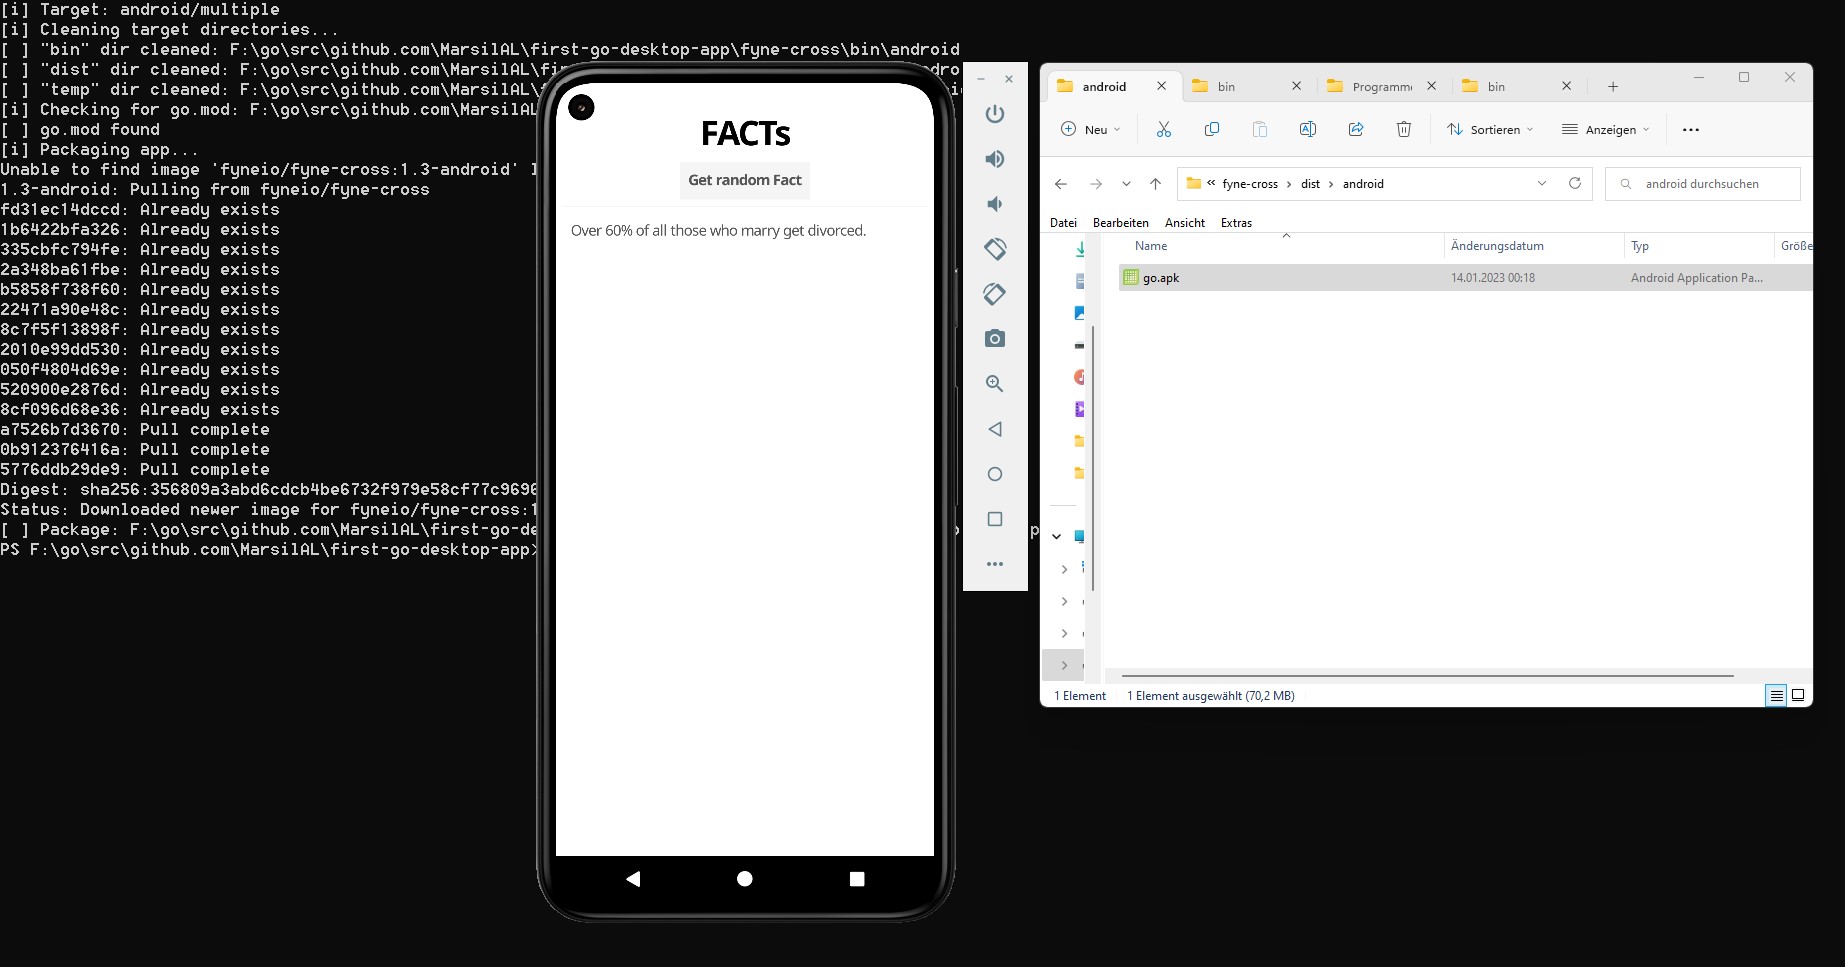 [i] Target: android/multiple
[i] Cleaning target directories...
[ ] "bin" dir cleaned: F:\go\src\github.com\MarsilAL\first-go-desktop-app\fyne-cross\bin\android
[ ] "dist" dir cleaned: F:\go\src\github.com\MarsilAL\
[ ] "temp" dir cleaned: F:\go\src\github.com\MarsilAL\
[i] Checking for go.mod: F:\go\src\github.com\MarsilAL
[ ] go.mod found
[i] Packaging app...
Unable to find image 'fyneio/fyne-cross:1.3-android'
1.3-android: Pulling from fyneio/fyne-cross
fd31ec14dccd: Already exists
1b6422bfa326: Already exists
335cbfc794fe: Already exists
2a348ba61fbe: Already exists
b5858f738f60: Already exists
22471a90e48c: Already exists
8c7f5f13898f: Already exists
2010e99dd530: Already exists
050f4804d69e: Already exists
520900e2876d: Already exists
8cf096d68e36: Already exists
a7526b7d3670: Pull complete
0b912376416a: Pull complete
5776ddb29de9: Pull complete
Digest: sha256:356809a3abd6cdcb4be6732f979e58cf77c969
Status: Downloaded newer image for fyneio/fyne-cross:
[ ] Package: F:\go\src\github.com\MarsilAL\first-go-de
PS F:\go\src\github.com\MarsilAL\first-go-desktop-app>
FACTs
Get random Fact
Over 60% of all those who marry get divorced.
android
bin
Programm
bin
Neu
Sortieren
Anzeigen
« fyne-cross > dist > android
android durchsuchen
Datei Bearbeiten Ansicht Extras
Name Änderungsdatum Typ Größe
go.apk 14.01.2023 00:18 Android Application Pa...
1 Element 1 Element ausgewählt (70,2 MB)